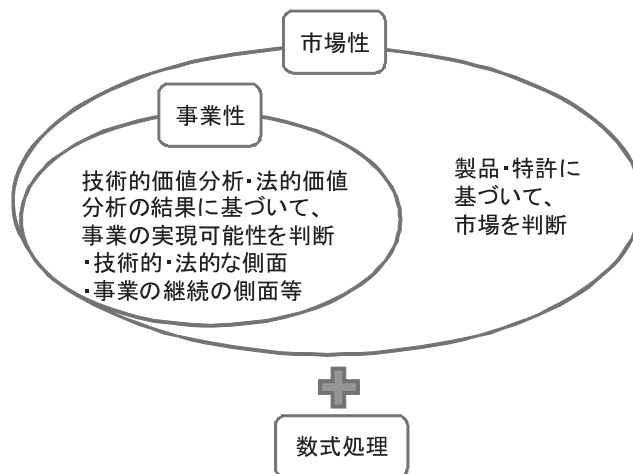 市場性
事業性
技術的価値分析・法的価値
分析の結果に基づいて、
事業の実現可能性を判断
・技術的・法的な側面
・事業の継続の側面等
製品・特許に
基づいて、
市場を判断
数式処理